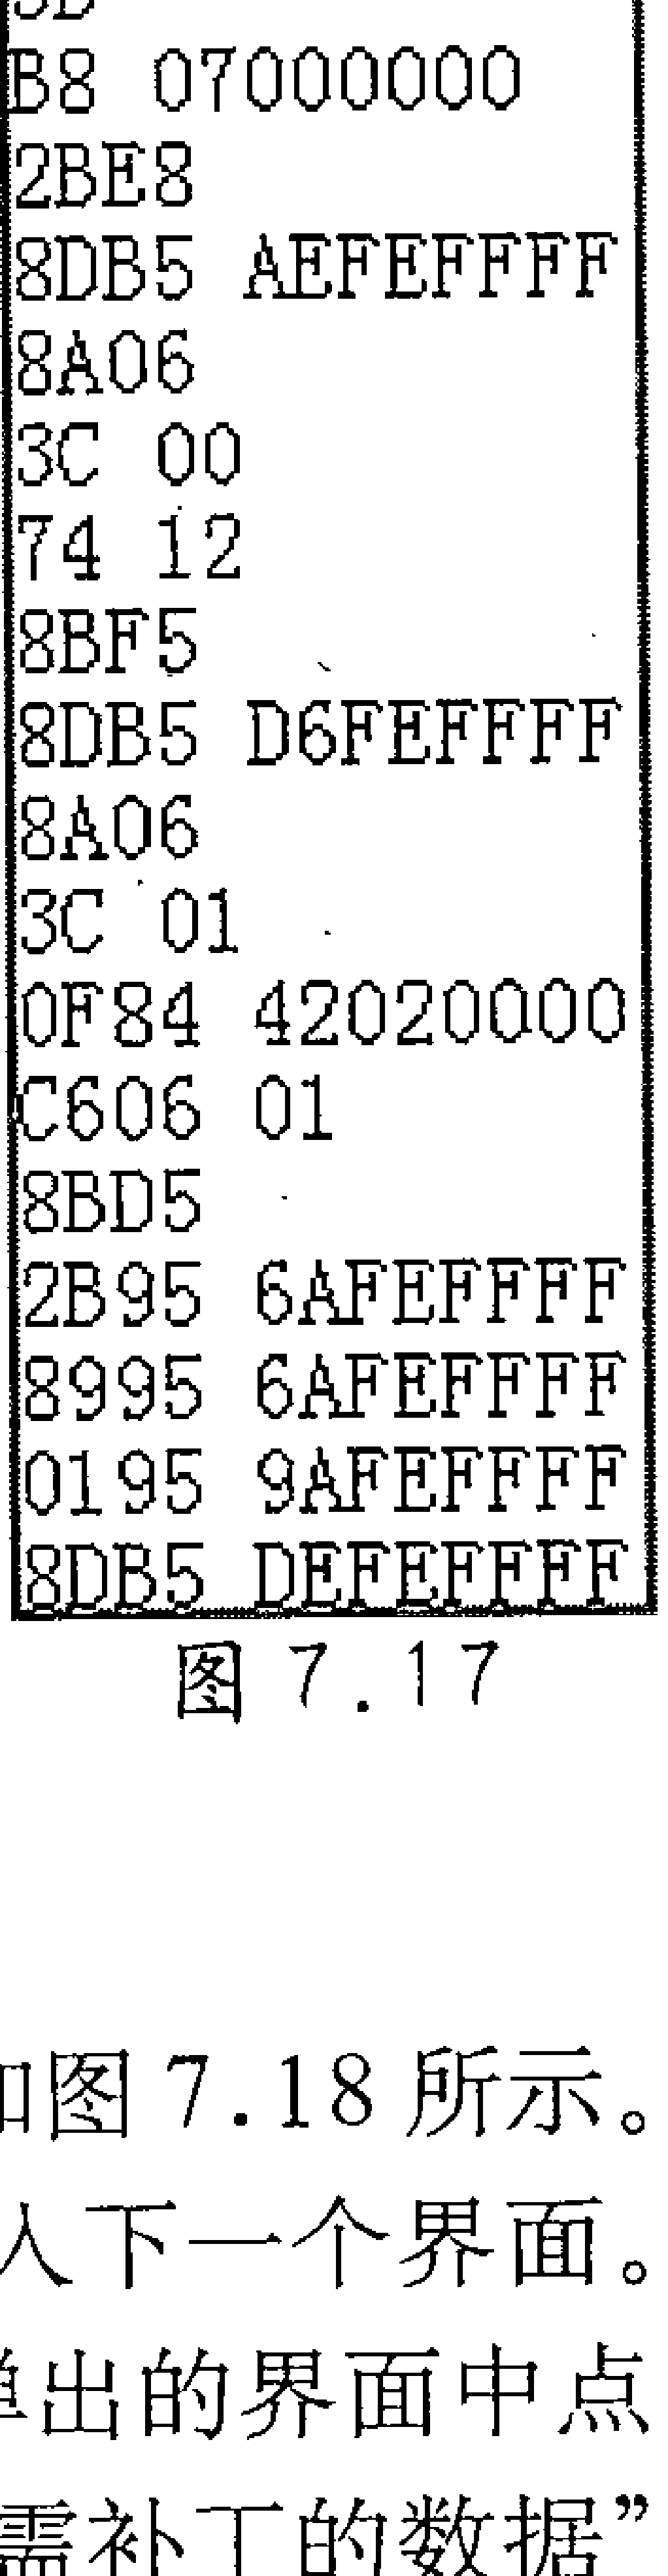 5D
B8 07000000
2BE8
8DB5 AEFEFFFF
8A06
3C 00
74 12
8BF5
8DB5 D6FEFFFF
8A06
3C 01
0F84 42020000
C606 01
8BD5
2B95 6AFEFFFF
8995 6AFEFFFF
0195 9AFEFFFF
8DB5 DEFEFFFF
图 7.17
如图 7.18 所示。
入下一个界面。
弹出的界面中点
需补丁的数据”